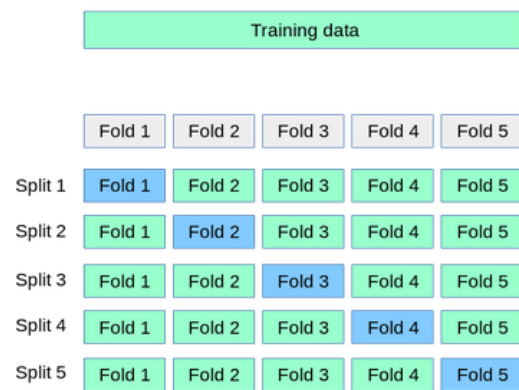 Training data
Fold 1 Fold 2 Fold 3 Fold 4 Fold 5
Split 1 Fold 1 Fold 2 Fold 3 Fold 4 Fold 5
Split 2 Fold 1 Fold 2 Fold 3 Fold 4 Fold 5
Split 3 Fold 1 Fold 2 Fold 3 Fold 4 Fold 5
Split 4 Fold 1 Fold 2 Fold 3 Fold 4 Fold 5
Split 5 Fold 1 Fold 2 Fold 3 Fold 4 Fold 5